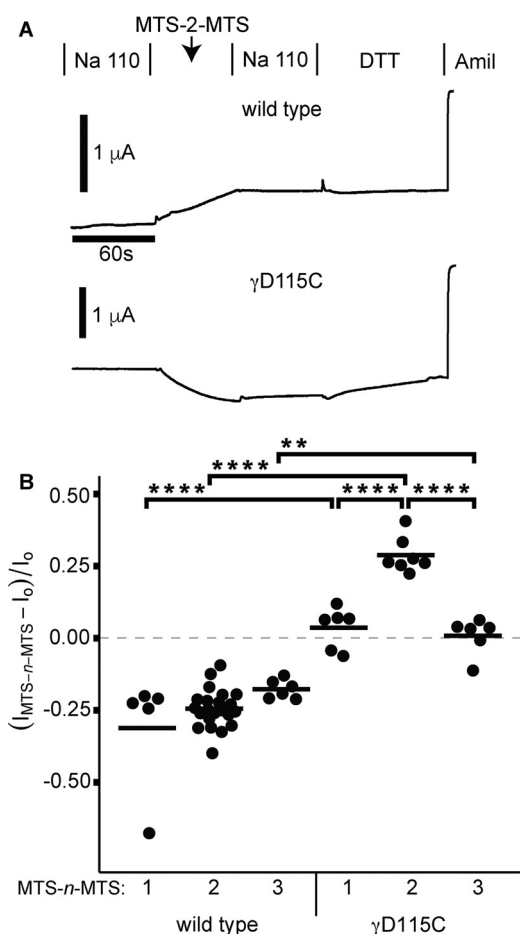 A
MTS-2-MTS
Na 110
Na 110
DTT
Amil
wild type
1 μA
60s
γD115C
1 μA
B
**
****
****
****
****
0.50
0.25
0.00
-0.25
-0.50
(I_MTS-n-MTS – I_o)/I_o
MTS-n-MTS: 1 2 3 1 2 3
wild type γD115C